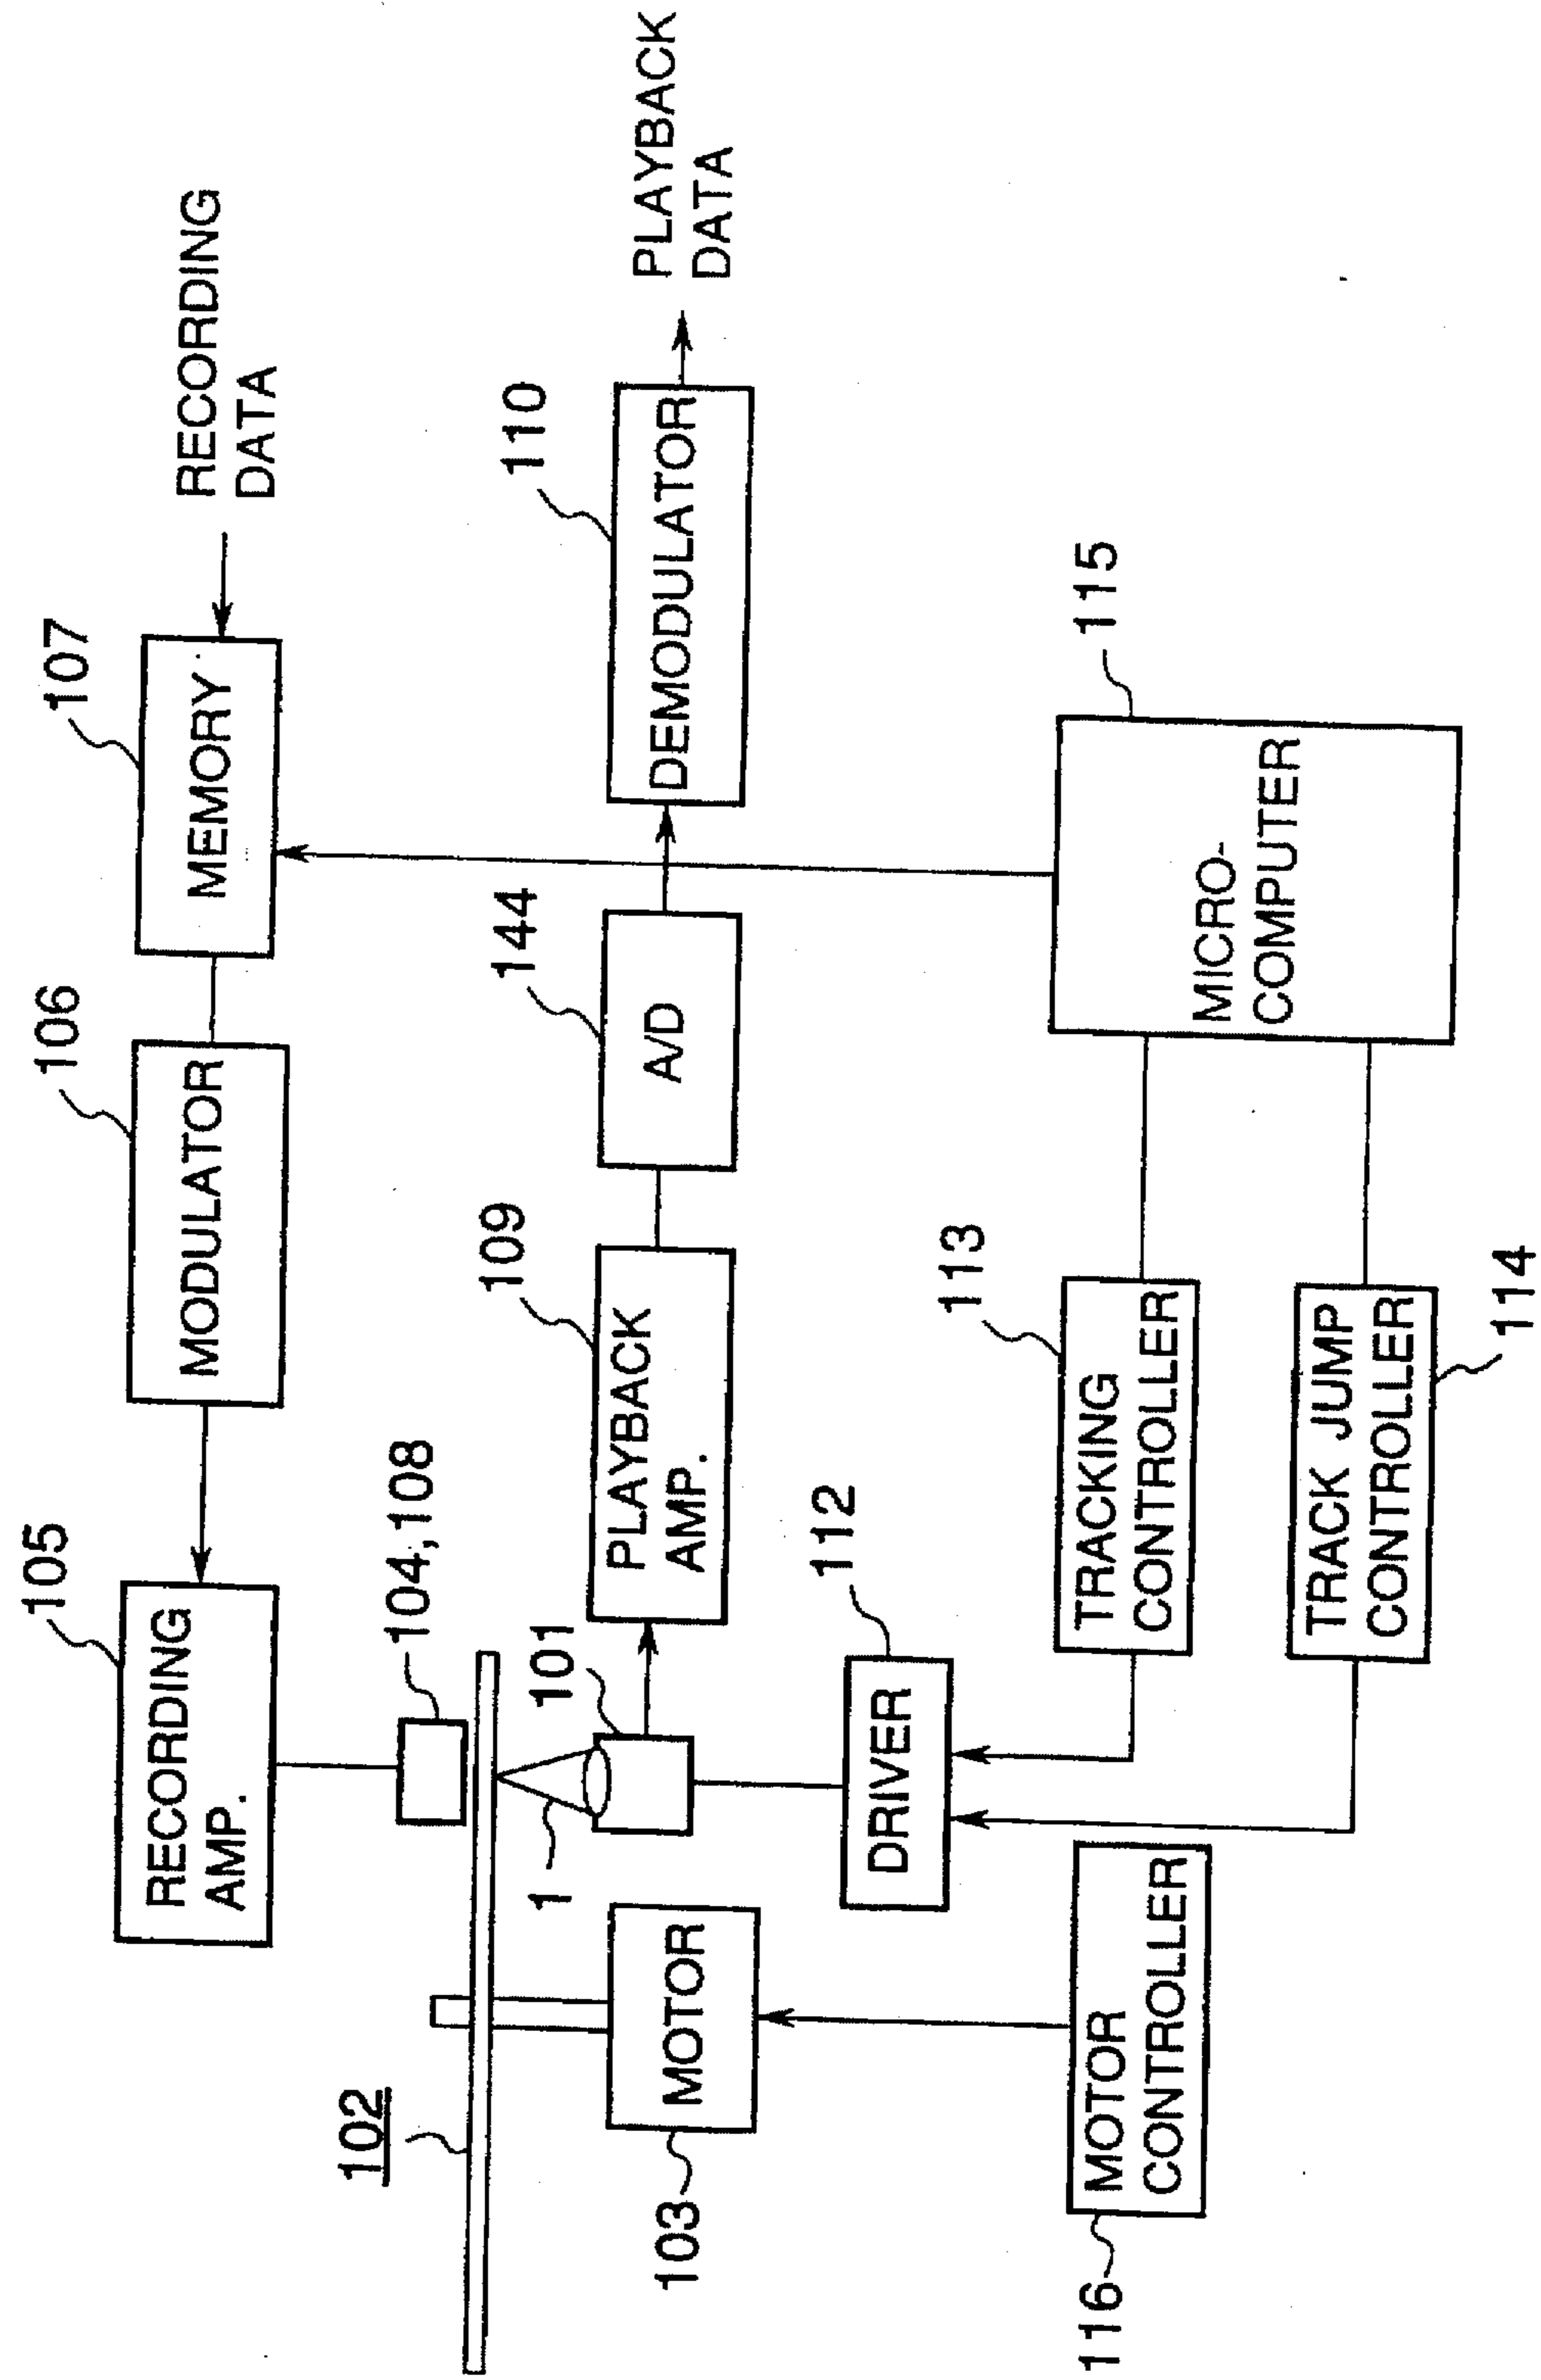 RECORDING
DATA
107
MEMORY
106
MODULATOR
105
RECORDING
AMP.
104,108
PLAYBACK
DATA
110
DEMODULATOR
144
A/D
109
PLAYBACK
AMP.
101
1
102
103
MOTOR
112
DRIVER
113
TRACKING
CONTROLLER
TRACK JUMP
CONTROLLER
114
115
MICRO-
COMPUTER
MOTOR
CONTROLLER
116